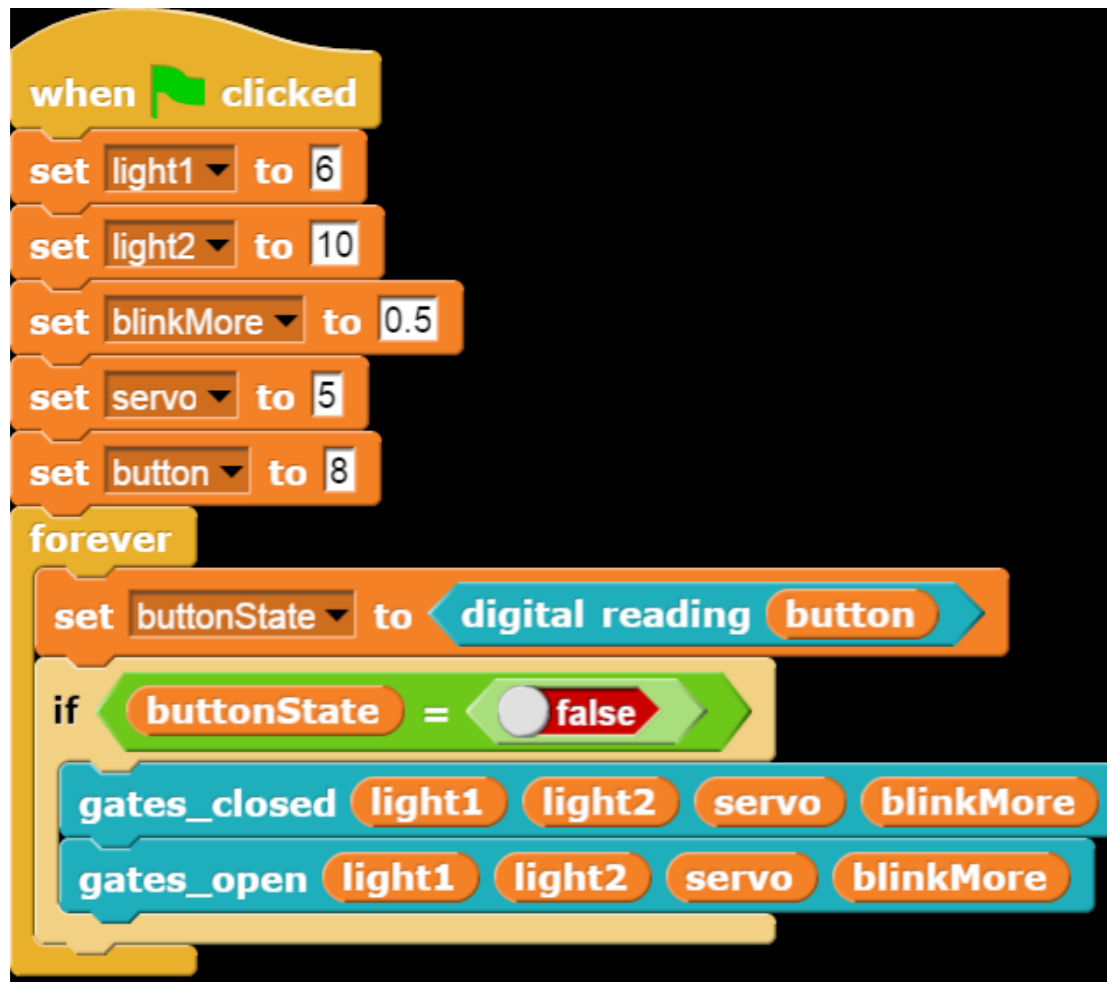 when clicked
set light1 to 6
set light2 to 10
set blinkMore to 0.5
set servo to 5
set button to 8
forever
set buttonState to digital reading button
if buttonState = false
gates_closed light1 light2 servo blinkMore
gates_open light1 light2 servo blinkMore